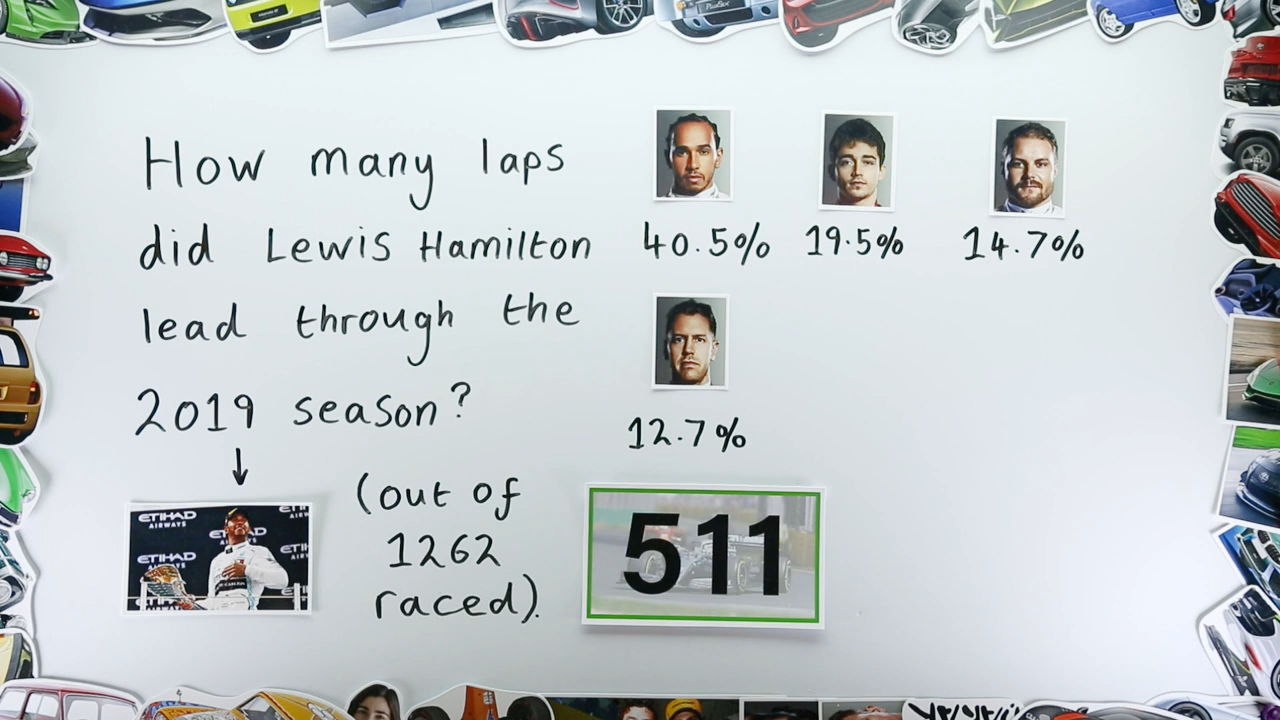 How many laps
did Lewis Hamilton
lead through the
2019 season?
(out of
1262
raced).
40.5% 19.5% 14.7%
12.7%
511
ETIHAD
AIRWAYS
ETIHAD
AIRWAYS
ETIHAD